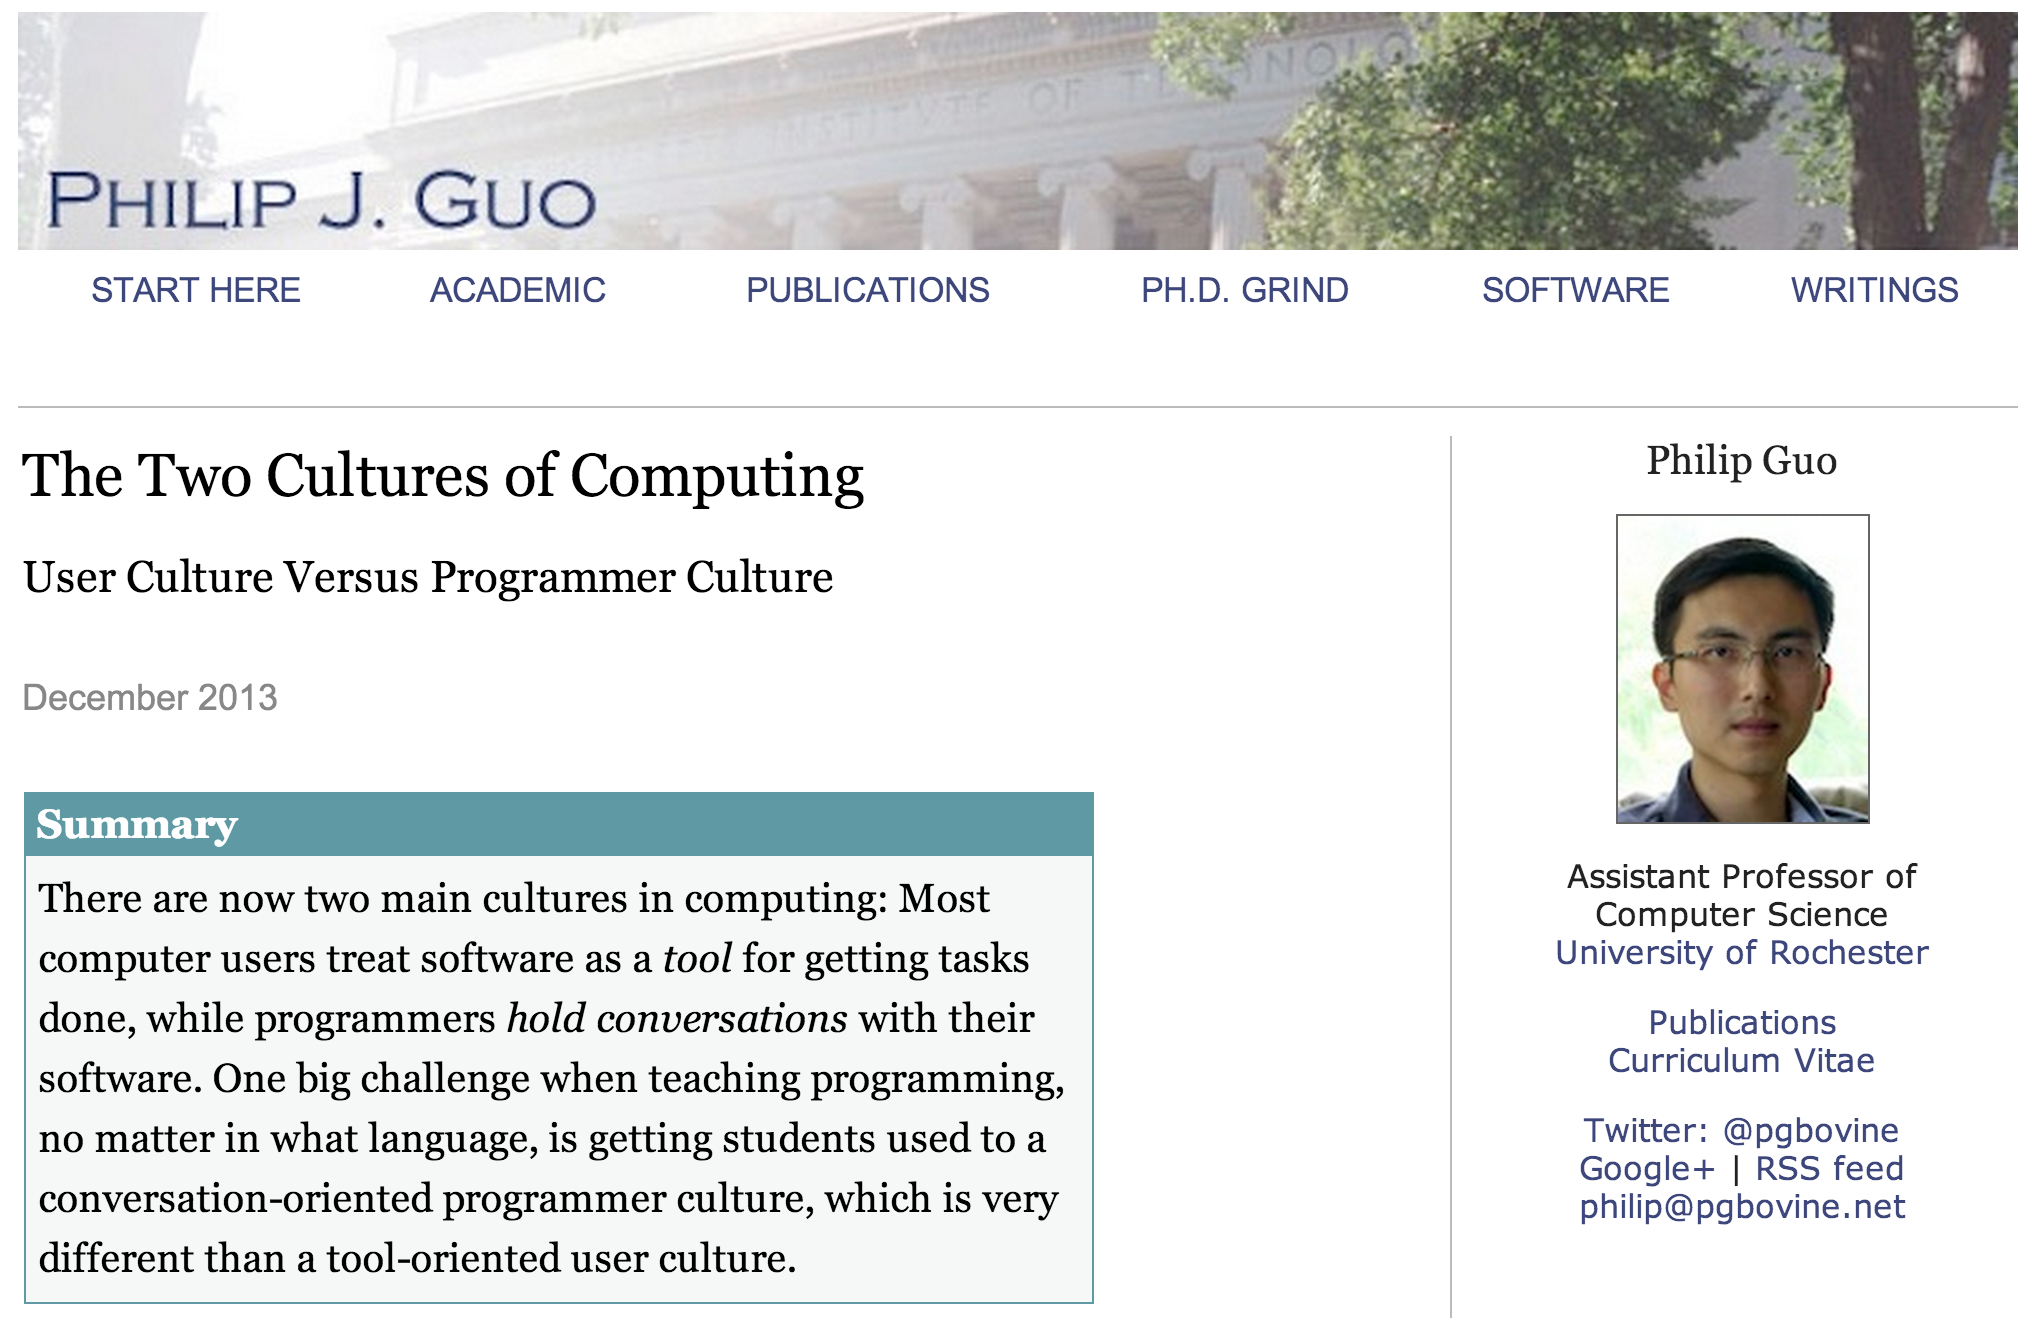 INSTITVTE OF TECHNOLO
PHILIP J. GUO
START HERE ACADEMIC PUBLICATIONS PH.D. GRIND SOFTWARE WRITINGS
The Two Cultures of Computing
User Culture Versus Programmer Culture
December 2013
Summary
There are now two main cultures in computing: Most
computer users treat software as a tool for getting tasks
done, while programmers hold conversations with their
software. One big challenge when teaching programming,
no matter in what language, is getting students used to a
conversation-oriented programmer culture, which is very
different than a tool-oriented user culture.
Philip Guo
Assistant Professor of
Computer Science
University of Rochester
Publications
Curriculum Vitae
Twitter: @pgbovine
Google+ | RSS feed
philip@pgbovine.net